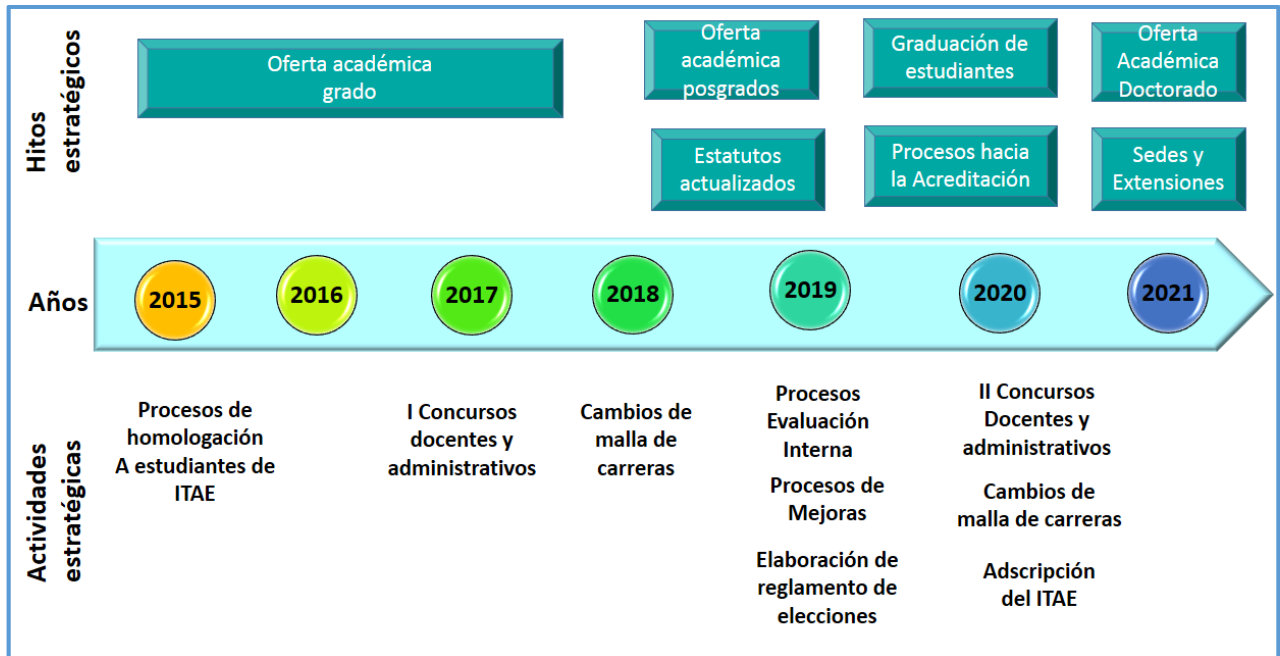 Hitos
estratégicos
Oferta académica
grado
Oferta
académica
posgrados
Graduación de
estudiantes
Oferta
Académica
Doctorado
Estatutos
actualizados
Procesos hacia
la Acreditación
Sedes y
Extensiones
Años
2015
2016
2017
2018
2019
2020
2021
Actividades
estratégicas
Procesos de
homologación
A estudiantes de
ITAE
I Concursos
docentes y
administrativos
Cambios de
malla de
carreras
Procesos
Evaluación
Interna
Procesos de
Mejoras
Elaboración de
reglamento de
elecciones
II Concursos
Docentes y
administrativos
Cambios de
malla de carreras
Adscripción
del ITAE